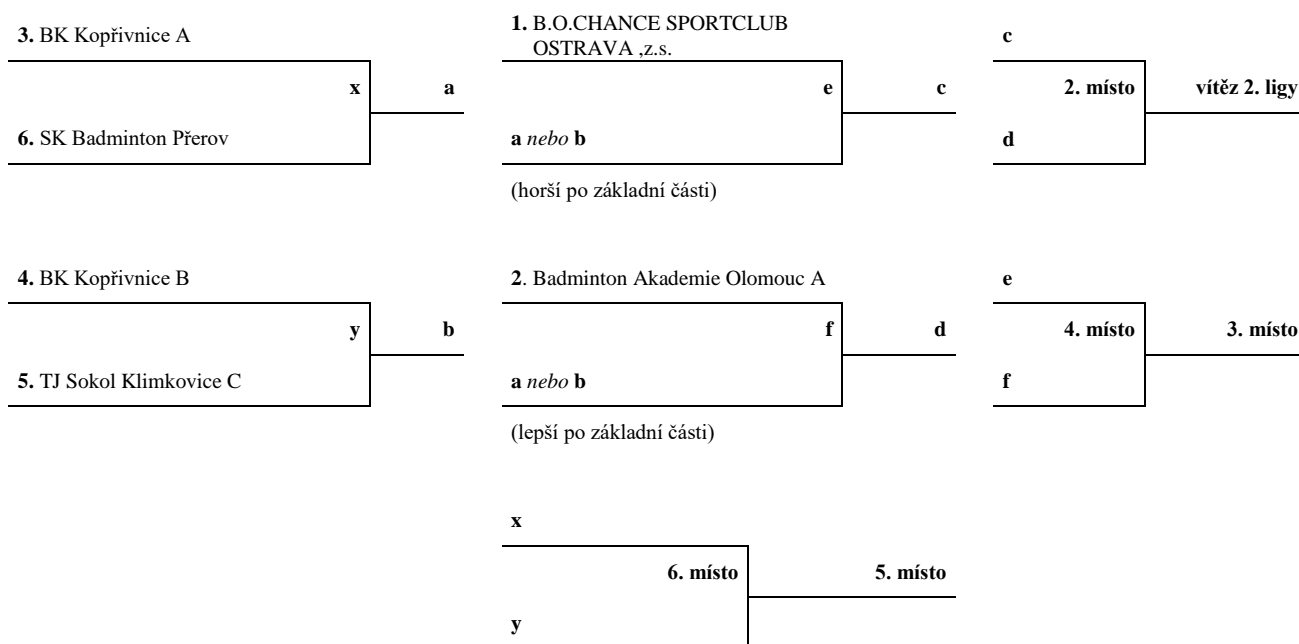 3. BK Kopřivnice A
x
a
6. SK Badminton Přerov
1. B.O.CHANCE SPORTCLUB
OSTRAVA ,z.s.
e
c
a nebo b
(horší po základní části)
c
2. místo
vítěz 2. ligy
d
4. BK Kopřivnice B
y
b
5. TJ Sokol Klimkovice C
2. Badminton Akademie Olomouc A
f
d
a nebo b
(lepší po základní části)
e
4. místo
3. místo
f
x
6. místo
5. místo
y